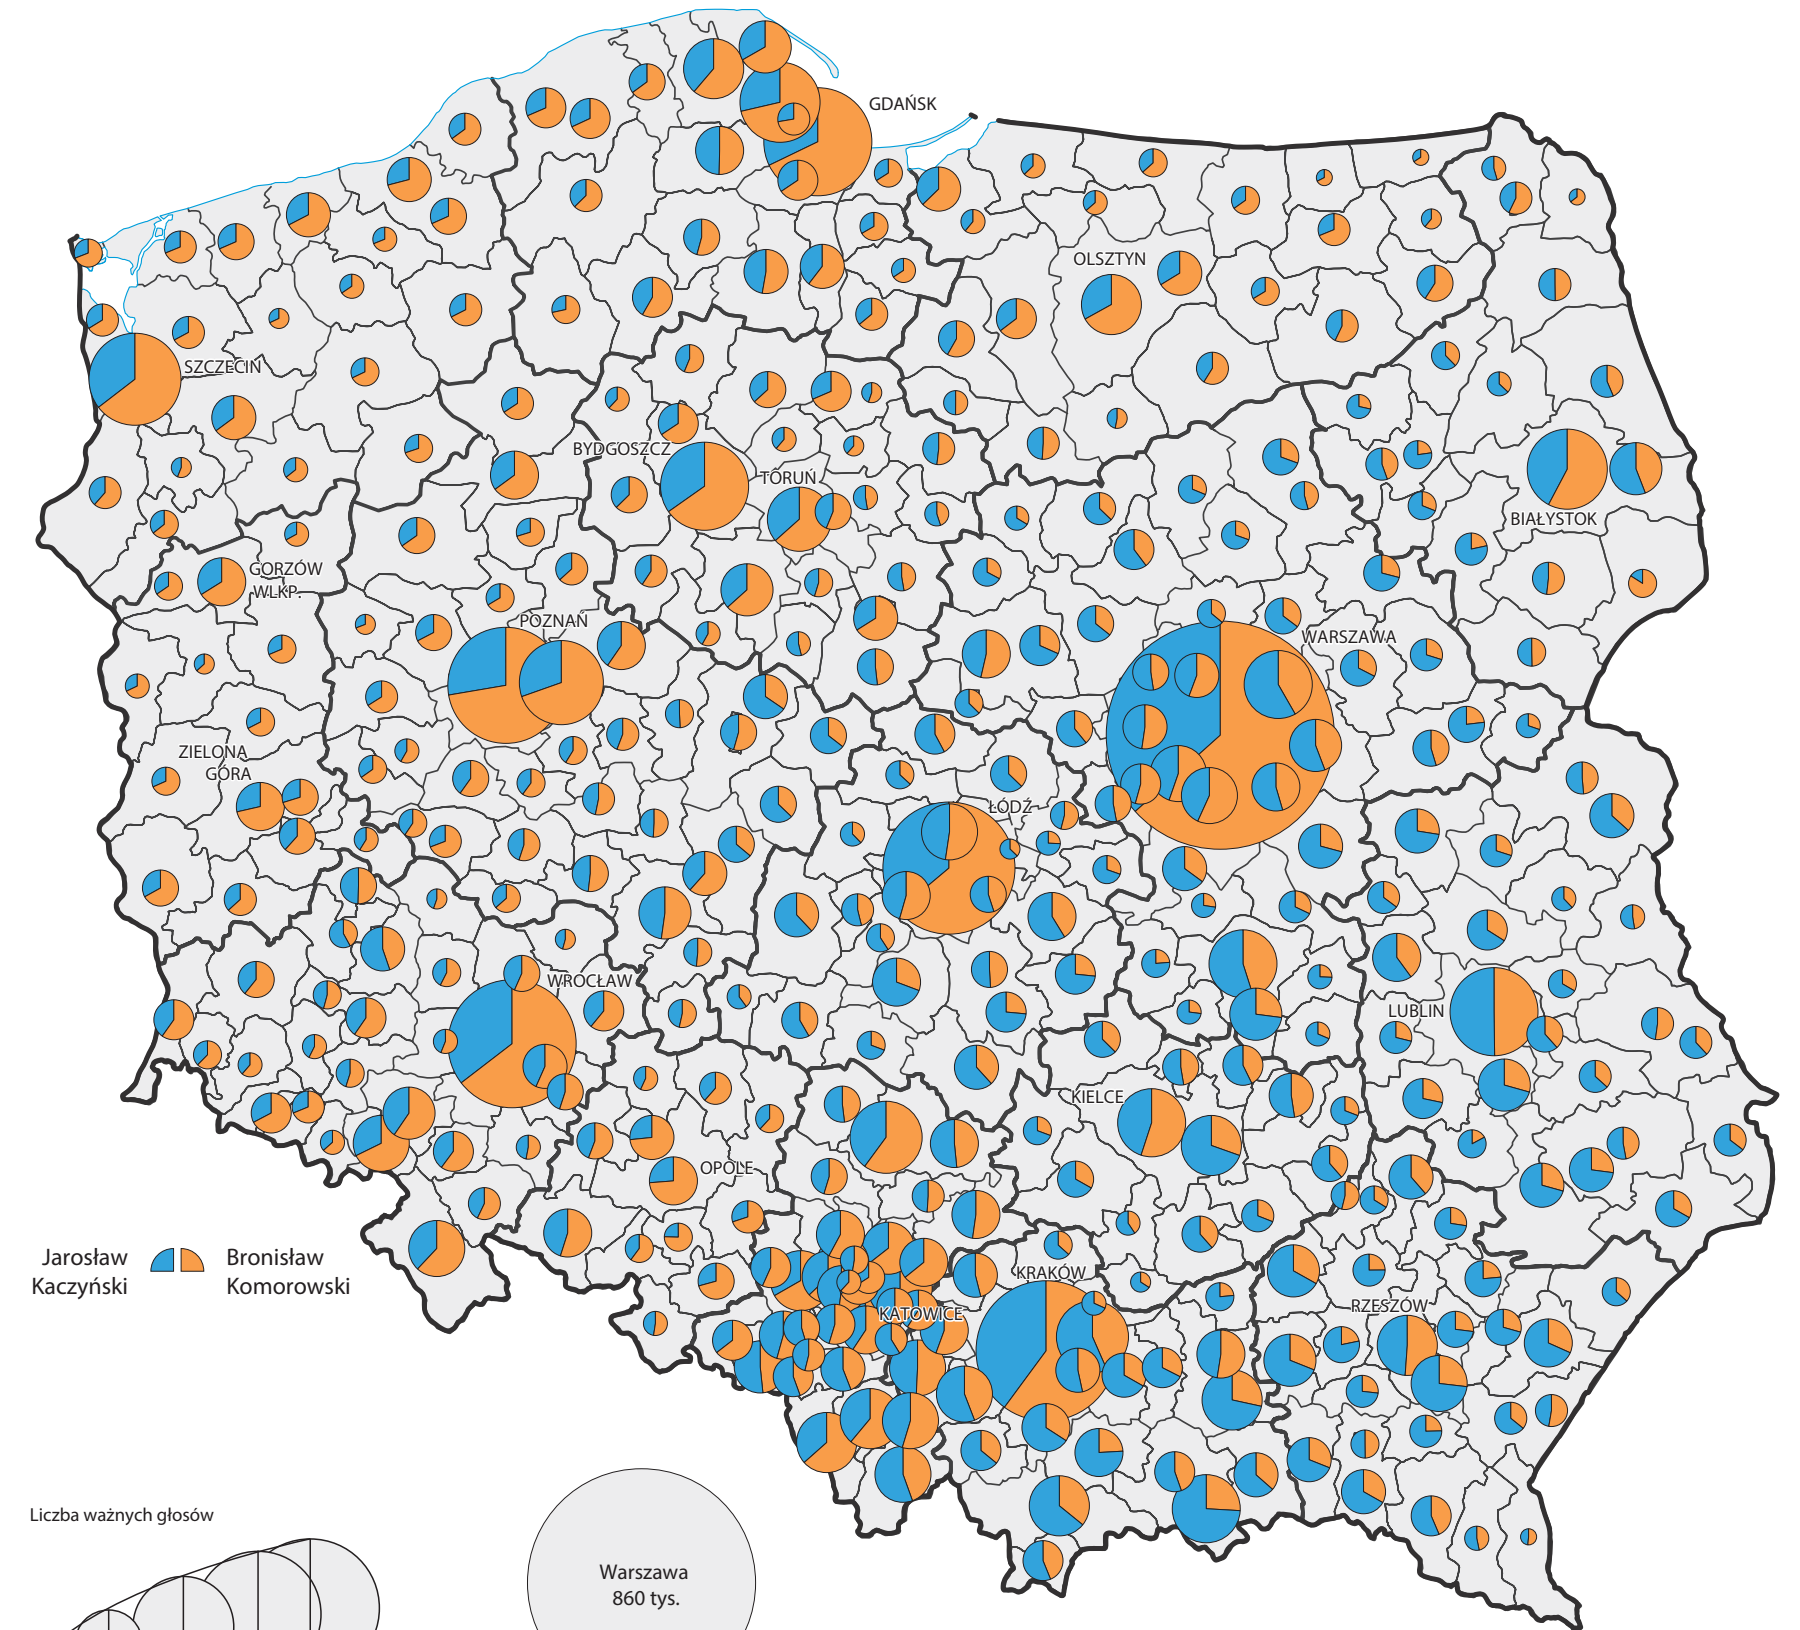 GDAŃSK
OLSZTYN
SZCZECIN
BYDGOSZCZ
TORUŃ
BIAŁYSTOK
GORZÓW
WLKP.
POZNAŃ
WARSZAWA
ZIELONA
GÓRA
ŁÓDŹ
WROCŁAW
LUBLIN
KIELCE
OPOLE
Jarosław
Kaczyński
Bronisław
Komorowski
KRAKÓW
RZESZÓW
KATOWICE
Liczba ważnych głosów
Warszawa
860 tys.